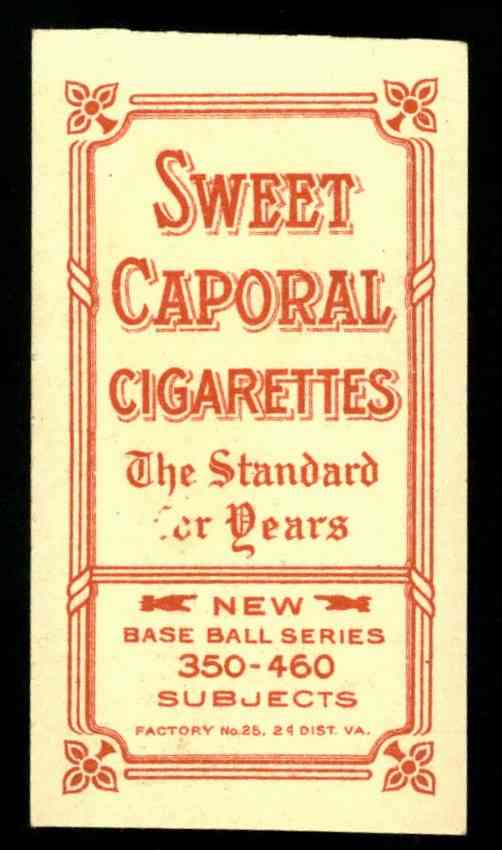 SWEET
CAPORAL
CIGARETTES
The Standard
for Years
NEW
BASE BALL SERIES
350-460
SUBJECTS
FACTORY No. 25, 2d DIST. VA.